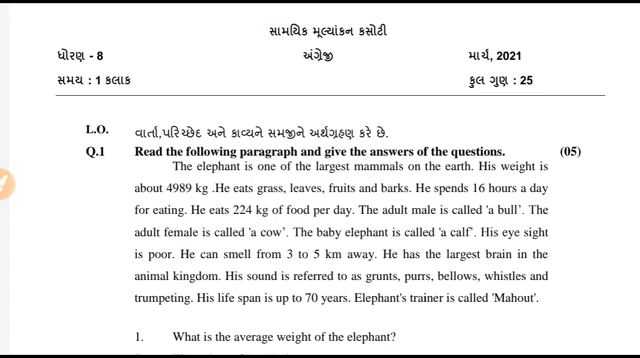 સામયિક મૂલ્યાંકન કસોટી
ધોરણ - 8 અંગ્રેજી માર્ચ, 2021
સમય : 1 કલાક કુલ ગુણ : 25
L.O. વાર્તા,પરિચ્છેદ અને કાવ્યને સમજીને અર્થગ્રહણ કરે છે.
Q.1 Read the following paragraph and give the answers of the questions. (05)
The elephant is one of the largest mammals on the earth. His weight is
about 4989 kg .He eats grass, leaves, fruits and barks. He spends 16 hours a day
for eating. He eats 224 kg of food per day. The adult male is called 'a bull’. The
adult female is called 'a cow’. The baby elephant is called 'a calf’. His eye sight
is poor. He can smell from 3 to 5 km away. He has the largest brain in the
animal kingdom. His sound is referred to as grunts, purrs, bellows, whistles and
trumpeting. His life span is up to 70 years. Elephant's trainer is called 'Mahout'.
1. What is the average weight of the elephant?